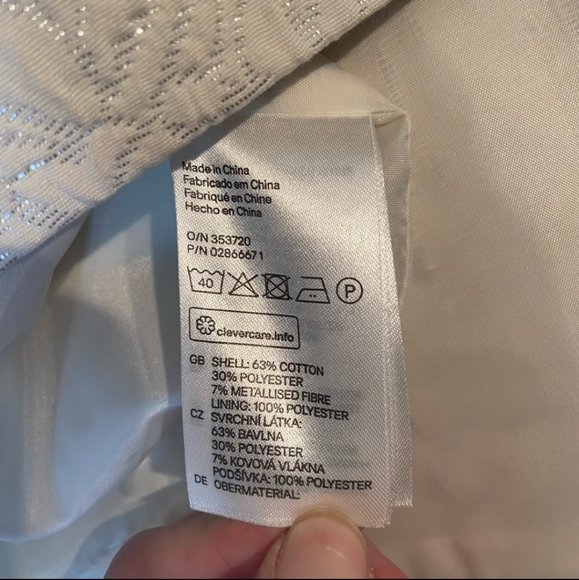 Made in China
Fabricado em China
Fabriqué en Chine
Hecho en China
O/N 353720
P/N 02866671
40 P
clevercare.info
GB SHELL: 63% COTTON
30% POLYESTER
7% METALLISED FIBRE
LINING: 100% POLYESTER
CZ SVRCHNÍ LÁTKA:
63% BAVLNA
30% POLYESTER
7% KOVOVÁ VLÁKNA
PODŠÍVKA: 100% POLYESTER
DE OBERMATERIAL: